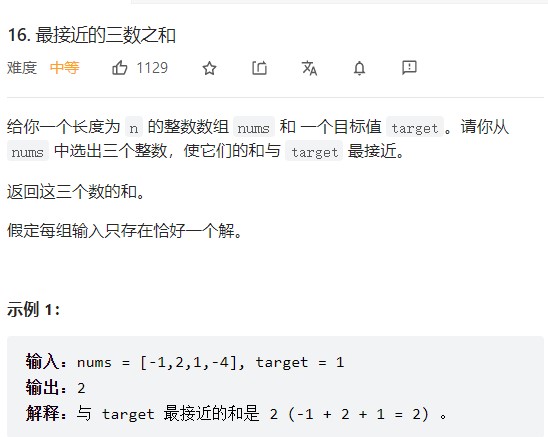 16. 最接近的三数之和
难度 中等 1129
给你一个长度为 n 的整数数组 nums 和 一个目标值 target。请你从
nums 中选出三个整数，使它们的和与 target 最接近。
返回这三个数的和。
假定每组输入只存在恰好一个解。
示例 1：
输入：nums = [-1,2,1,-4], target = 1
输出：2
解释：与 target 最接近的和是 2 (-1 + 2 + 1 = 2) 。